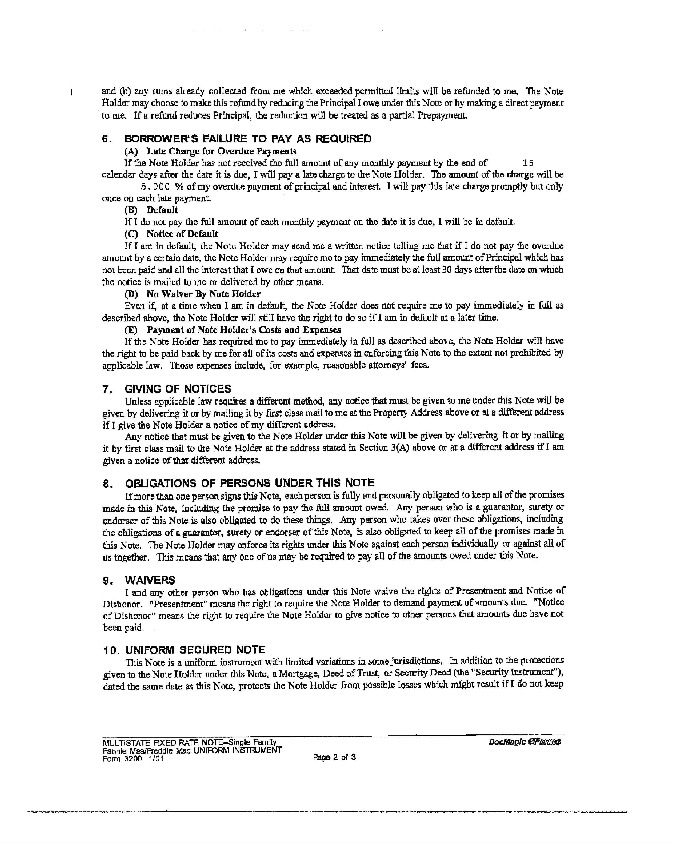 and (b) any sums already collected from me which exceeded permitted limits will be refunded to me. The Note
Holder may choose to make this refund by reducing the Principal I owe under this Note or by making a direct payment
to me. If a refund reduces Principal, the reduction will be treated as a partial Prepayment.
6. BORROWER'S FAILURE TO PAY AS REQUIRED
(A) Late Charge for Overdue Payments
If the Note Holder has not received the full amount of any monthly payment by the end of 15
calendar days after the date it is due, I will pay a late charge to the Note Holder. The amount of the charge will be
5.000 % of my overdue payment of principal and interest. I will pay this late charge promptly but only
once on each late payment.
(B) Default
If I do not pay the full amount of each monthly payment on the date it is due, I will be in default.
(C) Notice of Default
If I am in default, the Note Holder may send me a written notice telling me that if I do not pay the overdue
amount by a certain date, the Note Holder may require me to pay immediately the full amount of Principal which has
not been paid and all the interest that I owe on that amount. That date must be at least 30 days after the date on which
the notice is mailed to me or delivered by other means.
(D) No Waiver By Note Holder
Even if, at a time when I am in default, the Note Holder does not require me to pay immediately in full as
described above, the Note Holder will still have the right to do so if I am in default at a later time.
(E) Payment of Note Holder's Costs and Expenses
If the Note Holder has required me to pay immediately in full as described above, the Note Holder will have
the right to be paid back by me for all of its costs and expenses in enforcing this Note to the extent not prohibited by
applicable law. Those expenses include, for example, reasonable attorneys' fees.
7. GIVING OF NOTICES
Unless applicable law requires a different method, any notice that must be given to me under this Note will be
given by delivering it or by mailing it by first class mail to me at the Property Address above or at a different address
if I give the Note Holder a notice of my different address.
Any notice that must be given to the Note Holder under this Note will be given by delivering it or by mailing
it by first class mail to the Note Holder at the address stated in Section 3(A) above or at a different address if I am
given a notice of that different address.
8. OBLIGATIONS OF PERSONS UNDER THIS NOTE
If more than one person signs this Note, each person is fully and personally obligated to keep all of the promises
made in this Note, including the promise to pay the full amount owed. Any person who is a guarantor, surety or
endorser of this Note is also obligated to do these things. Any person who takes over these obligations, including
the obligations of a guarantor, surety or endorser of this Note, is also obligated to keep all of the promises made in
this Note. The Note Holder may enforce its rights under this Note against each person individually or against all of
us together. This means that any one of us may be required to pay all of the amounts owed under this Note.
9. WAIVERS
I and any other person who has obligations under this Note waive the rights of Presentment and Notice of
Dishonor. "Presentment" means the right to require the Note Holder to demand payment of amounts due. "Notice
of Dishonor" means the right to require the Note Holder to give notice to other persons that amounts due have not
been paid.
10. UNIFORM SECURED NOTE
This Note is a uniform instrument with limited variations in some jurisdictions. In addition to the protections
given to the Note Holder under this Note, a Mortgage, Deed of Trust, or Security Deed (the "Security Instrument"),
dated the same date as this Note, protects the Note Holder from possible losses which might result if I do not keep
MULTISTATE FIXED RATE NOTE--Single Family
Fannie Mae/Freddie Mac UNIFORM INSTRUMENT
Form 3200 1/01
Page 2 of 3
DocMagic